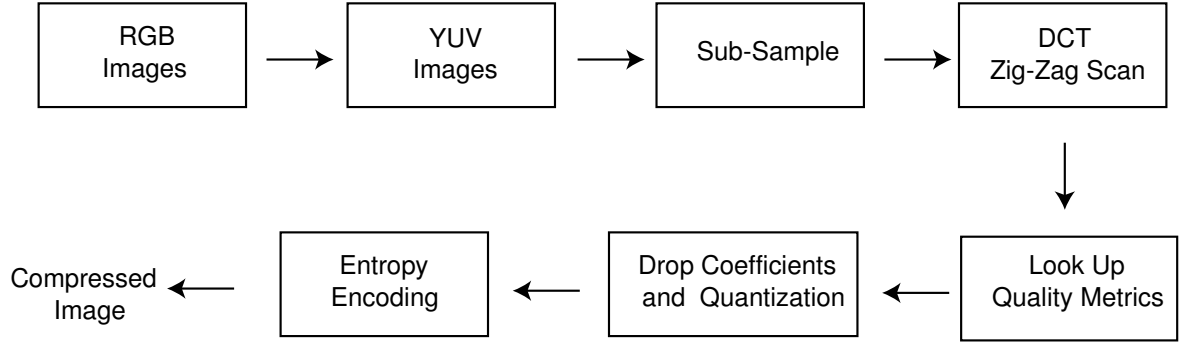 RGB
Images
YUV
Images
Sub-Sample
DCT
Zig-Zag Scan
Look Up
Quality Metrics
Drop Coefficients
and Quantization
Entropy
Encoding
Compressed
Image